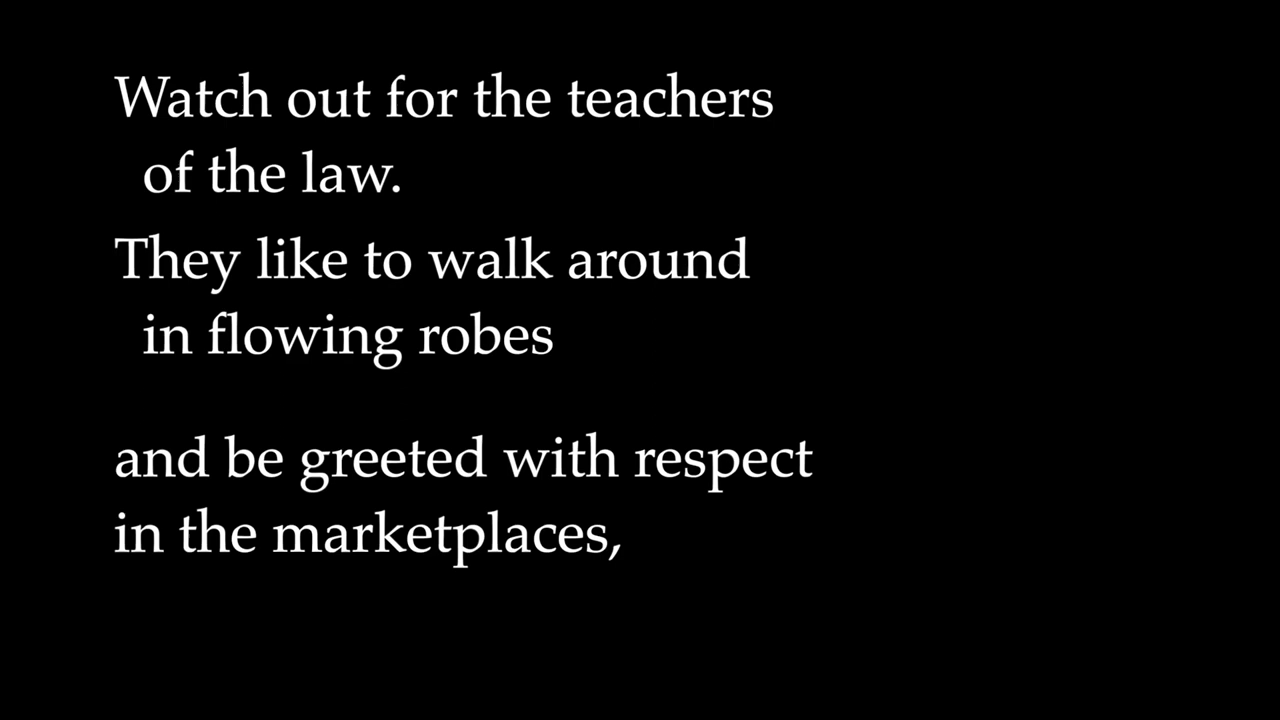 Watch out for the teachers
of the law.
They like to walk around
in flowing robes
and be greeted with respect
in the marketplaces,